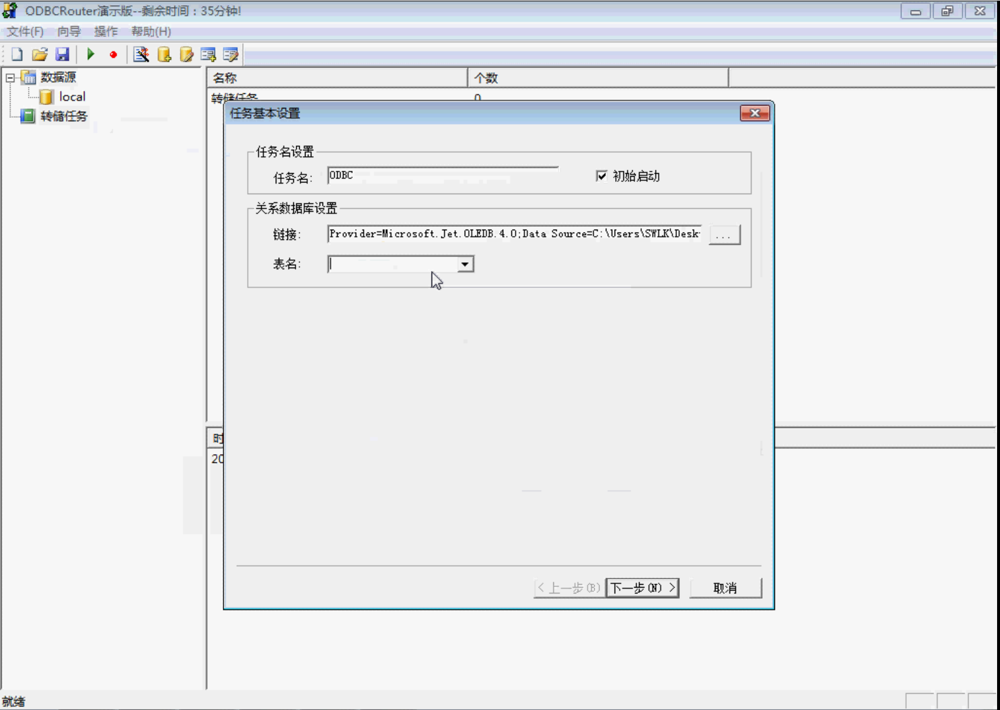 ODBCRouter演示版--剩余时间：35分钟!
文件(F) 向导 操作 帮助(H)
数据源
local
转储任务
名称 个数
转储任务 0
任务基本设置
任务名设置
任务名: ODBC 初始启动
关系数据库设置
链接: Provider=Microsoft.Jet.OLEDB.4.0;Data Source=C:\Users\SWLK\Desk ...
表名:
时
20
< 上一步(B) 下一步(N) > 取消
就绪